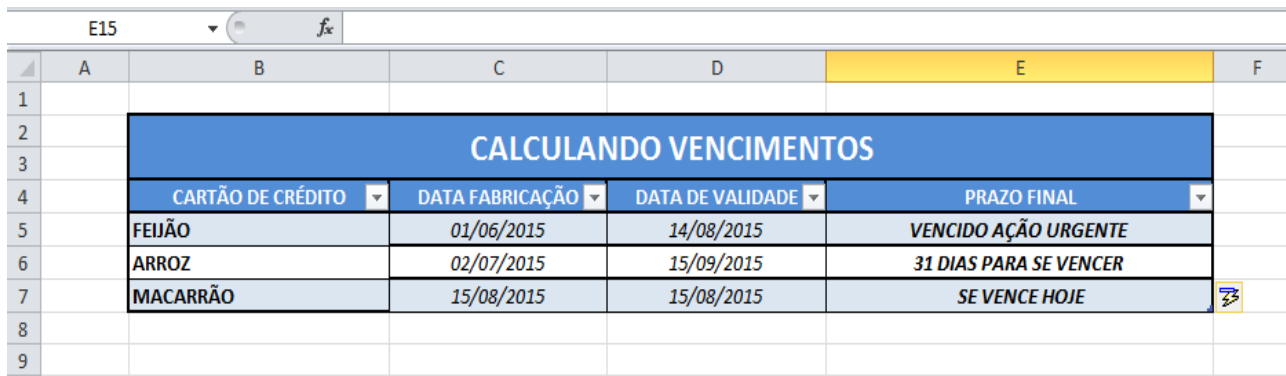 E15 fx
A B C D E F
1
2
3
CALCULANDO VENCIMENTOS
4 CARTÃO DE CRÉDITO DATA FABRICAÇÃO DATA DE VALIDADE PRAZO FINAL
5 FEIJÃO 01/06/2015 14/08/2015 VENCIDO AÇÃO URGENTE
6 ARROZ 02/07/2015 15/09/2015 31 DIAS PARA SE VENCER
7 MACARRÃO 15/08/2015 15/08/2015 SE VENCE HOJE
8
9